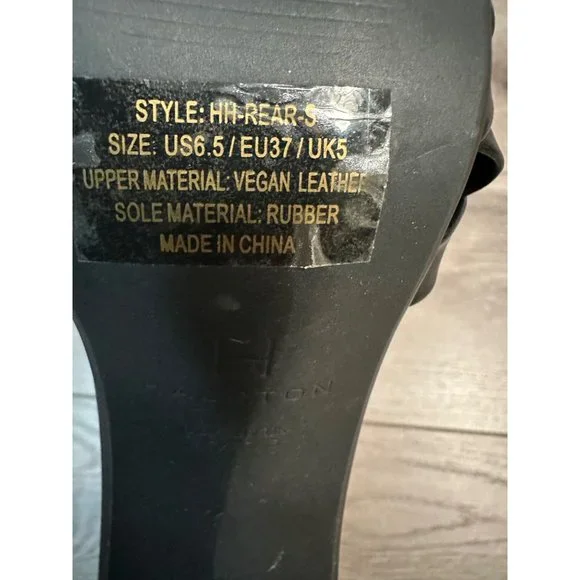 STYLE: HH-REAR-S
SIZE: US6.5 / EU37 / UK5
UPPER MATERIAL: VEGAN LEATHER
SOLE MATERIAL: RUBBER
MADE IN CHINA
H